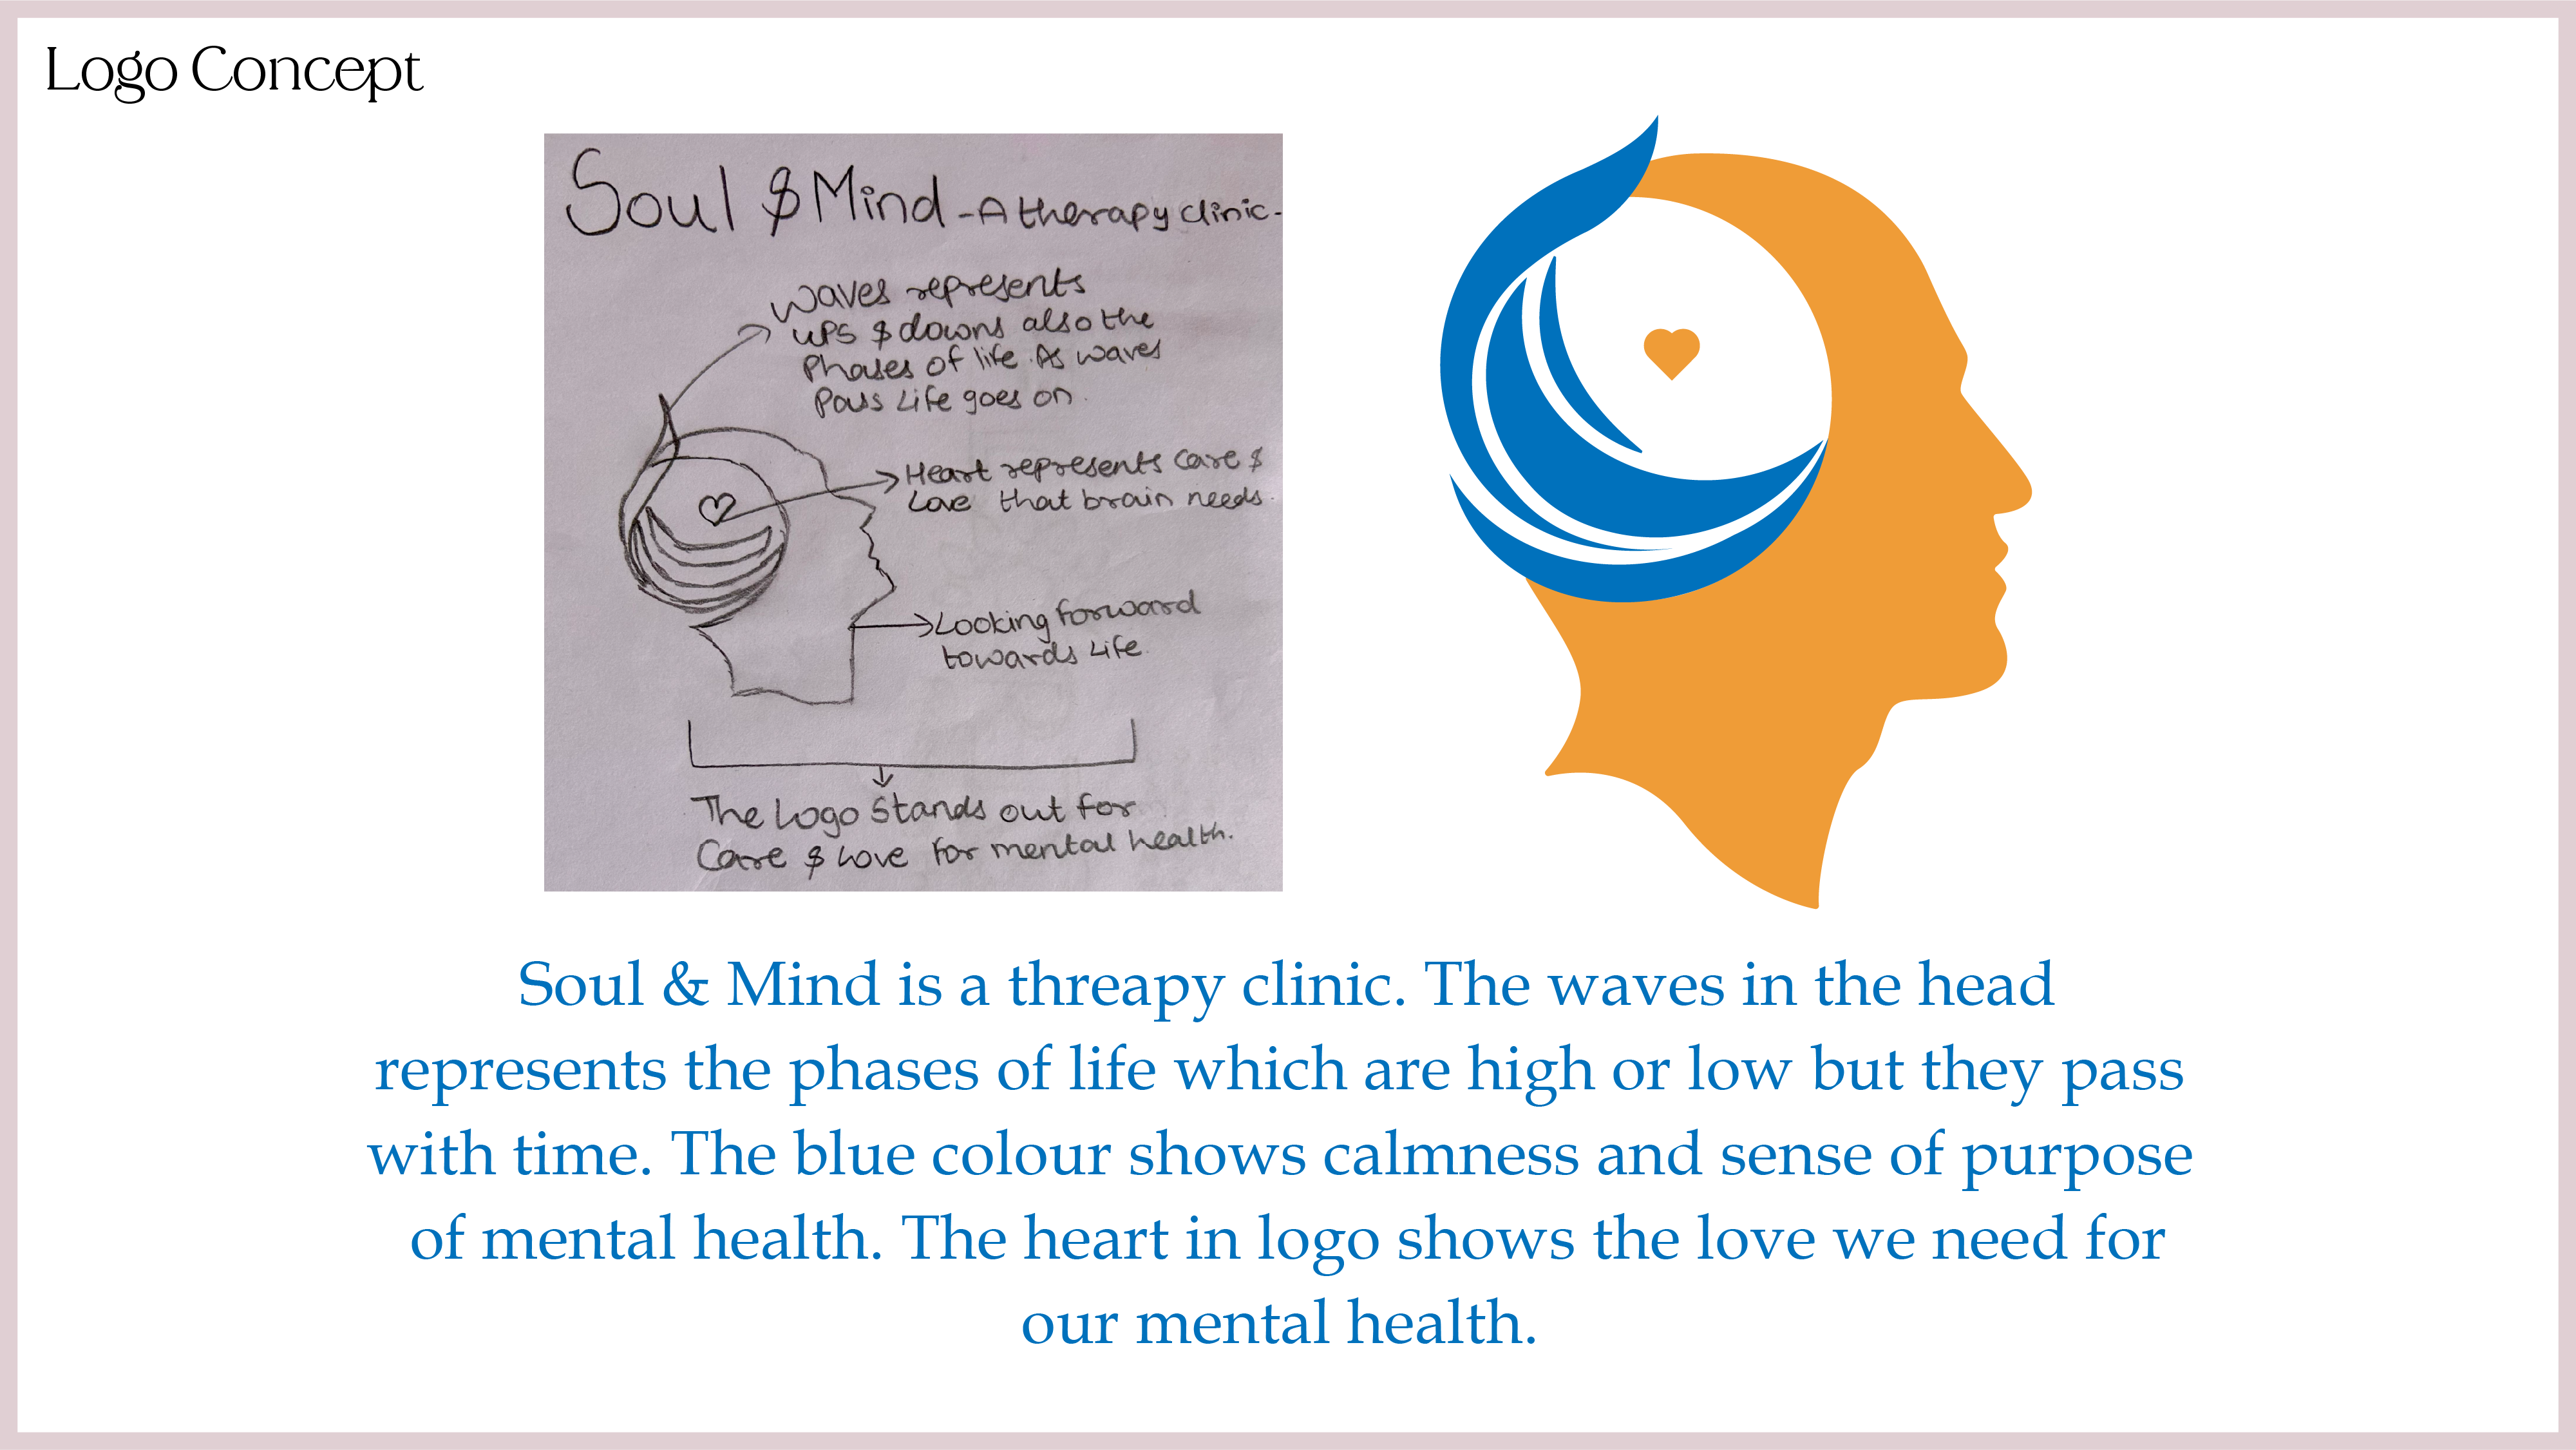 Logo Concept
Soul & Mind - A therapy clinic -
Waves represents
UPS & downs also the
Phases of life. As waves
Pass Life goes on.
Heart represents Care &
Love that brain needs.
Looking forward
towards Life.
The Logo Stands out for
Care & Love for mental health.
Soul & Mind is a threapy clinic. The waves in the head
represents the phases of life which are high or low but they pass
with time. The blue colour shows calmness and sense of purpose
of mental health. The heart in logo shows the love we need for
our mental health.